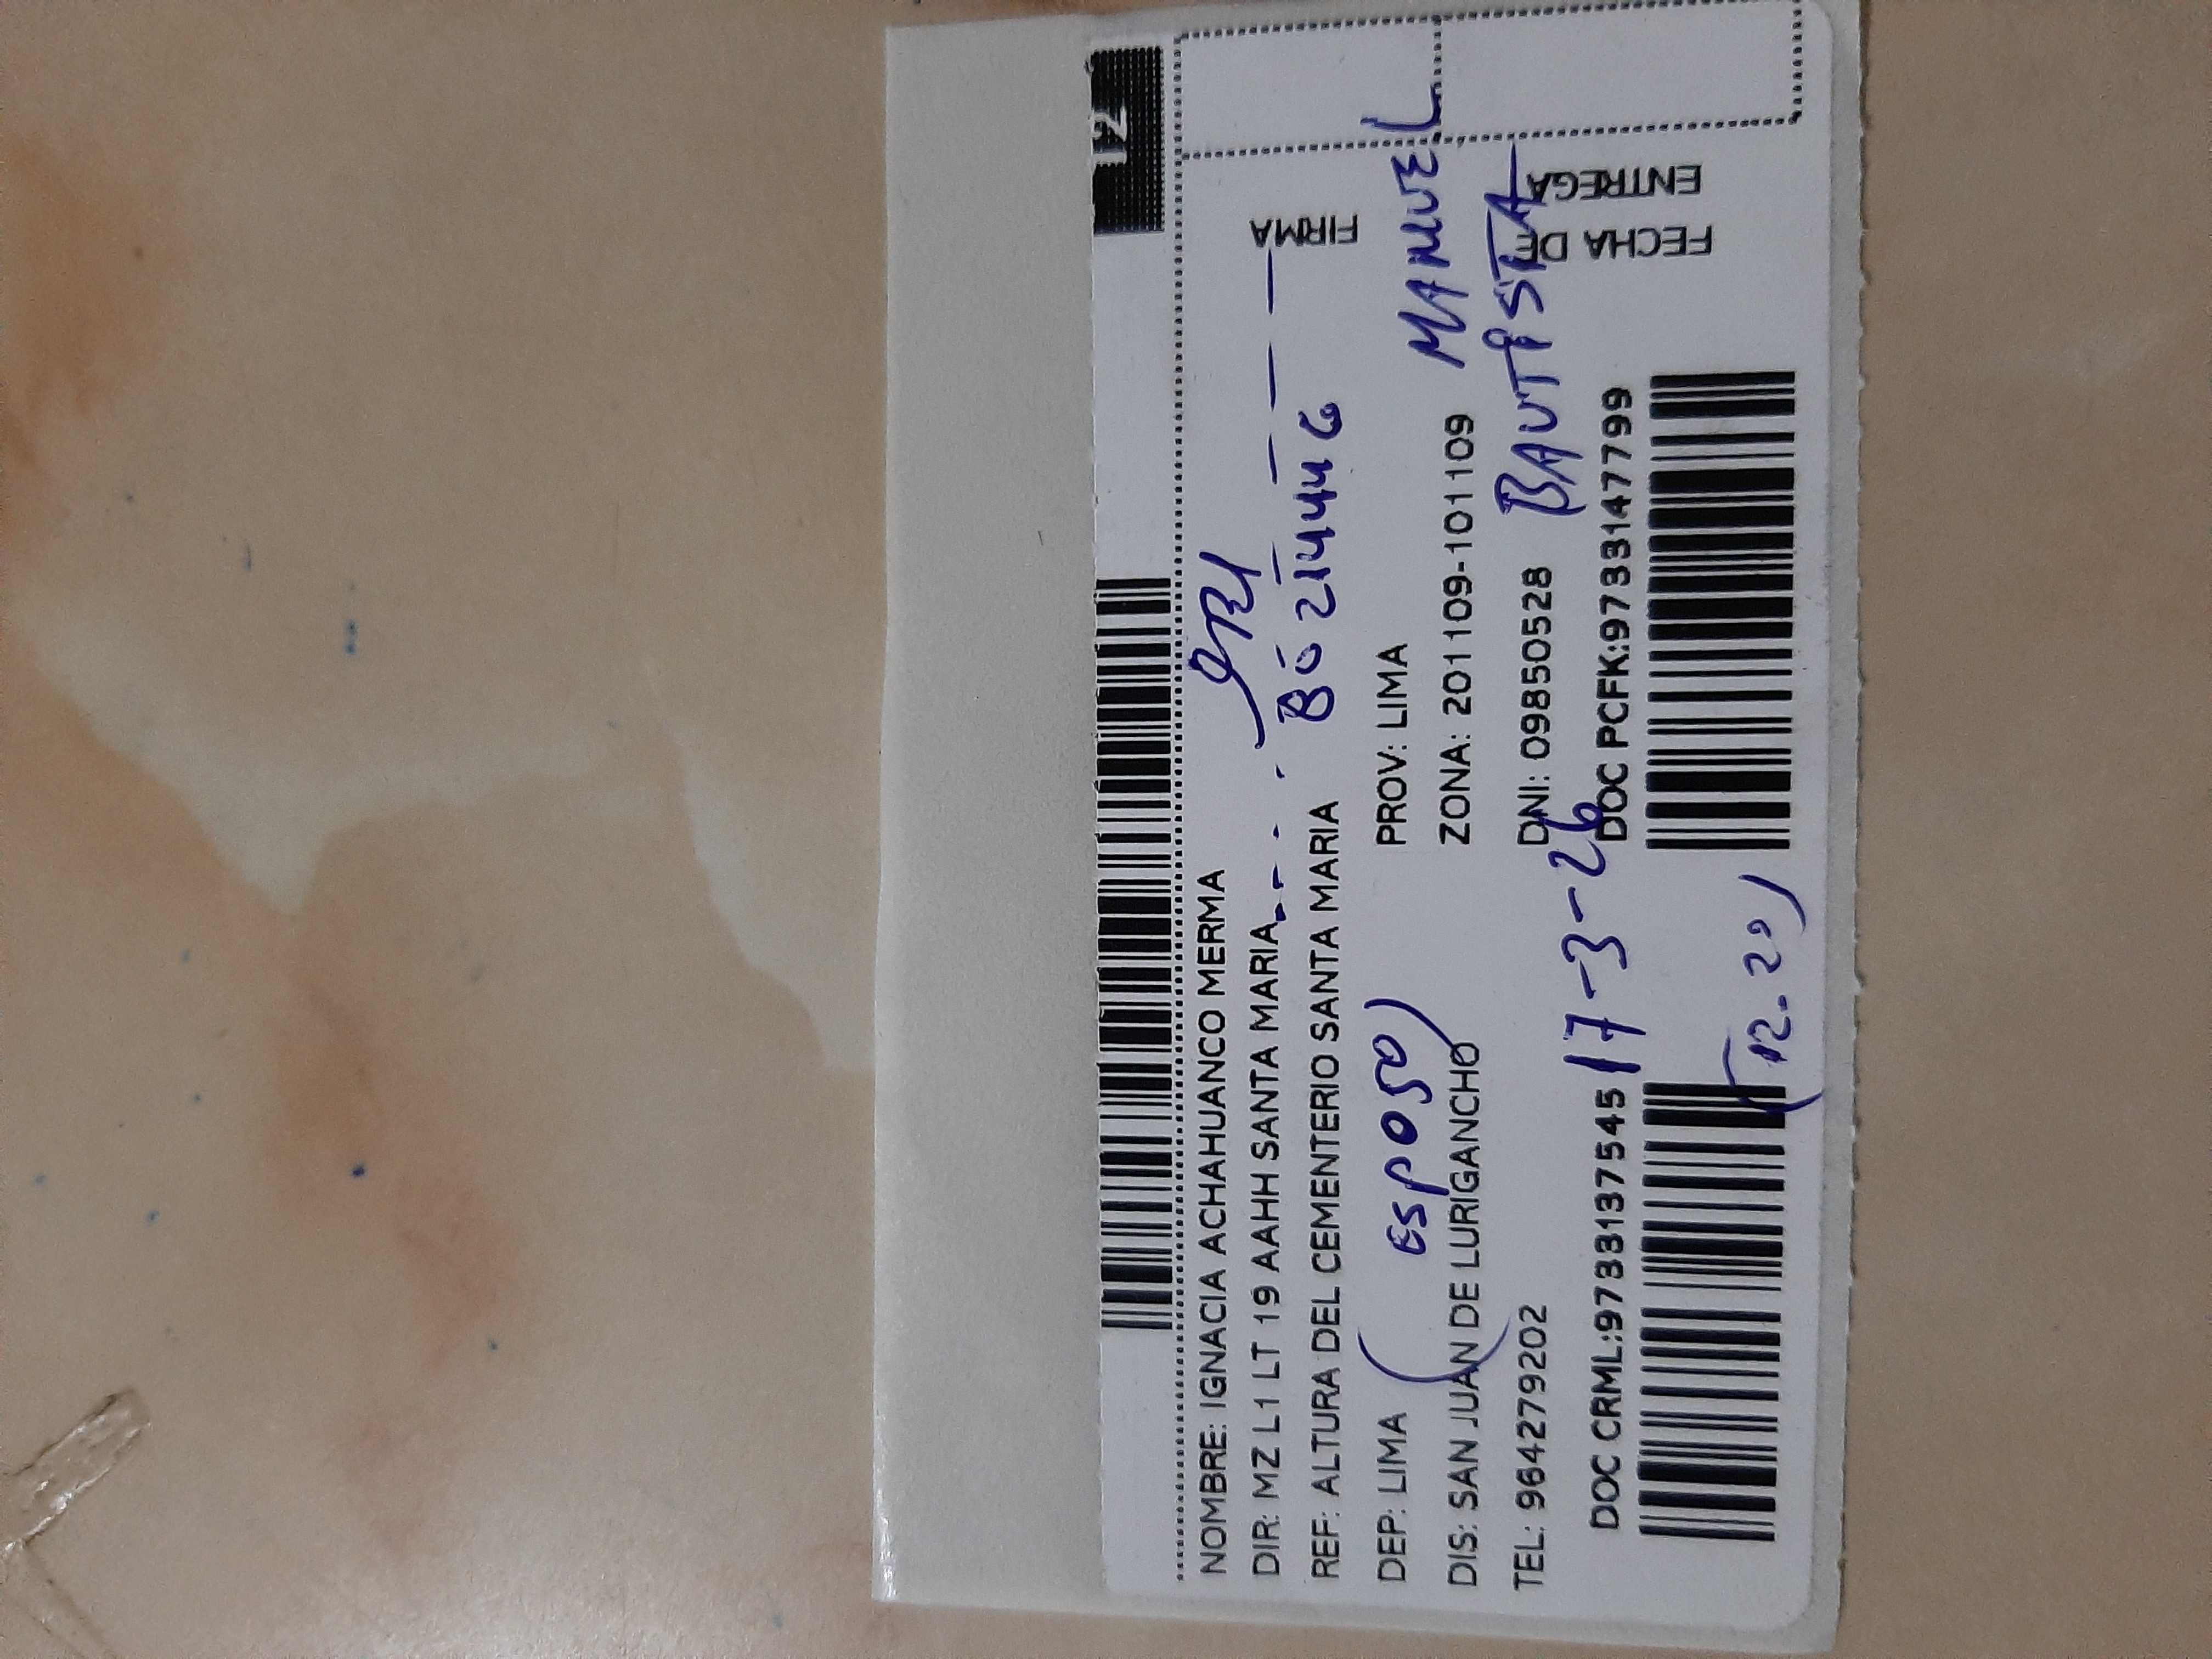 NOMBRE: IGNACIA ACHAHUANCO MERMA
DIR: MZ L1 LT 19 AAHH SANTA MARIA
REF: ALTURA DEL CEMENTERIO SANTA MARIA
FIRMA
DEP: LIMA
(esposo)
PROV: LIMA
MANUEL
DIS: SAN JUAN DE LURIGANCHO
ZONA: 201109-101109
BAUTISTA
TEL: 964279202
DNI: 09850528
FECHA DE
ENTREGA
17-3-26
DOC CRML:9733137545
DOC PCFK:9733147799
(12.20)